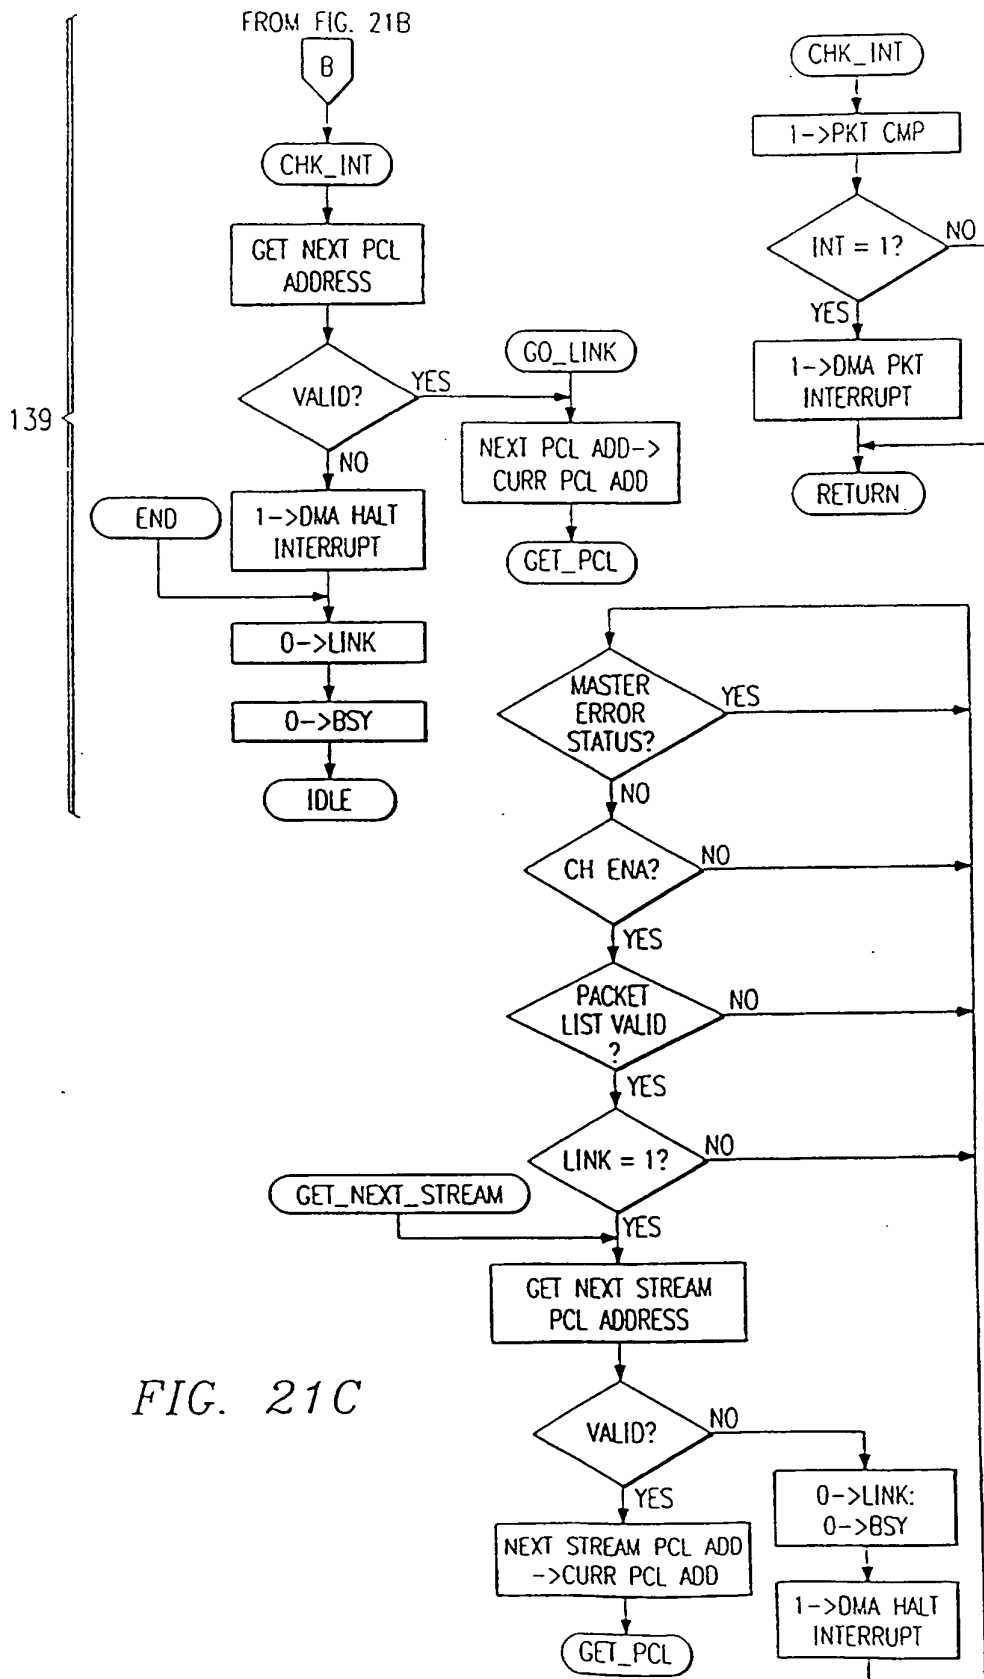 FROM FIG. 21B
B
CHK_INT
GET NEXT PCL
ADDRESS
VALID?
YES
NO
139
END
1->DMA HALT
INTERRUPT
0->LINK
0->BSY
IDLE
GO_LINK
NEXT PCL ADD->
CURR PCL ADD
GET_PCL
CHK_INT
1->PKT CMP
INT = 1?
NO
YES
1->DMA PKT
INTERRUPT
RETURN
MASTER
ERROR
STATUS?
YES
NO
CH ENA?
NO
YES
PACKET
LIST VALID
?
NO
YES
LINK = 1?
NO
YES
GET_NEXT_STREAM
GET NEXT STREAM
PCL ADDRESS
VALID?
NO
YES
NEXT STREAM PCL ADD
->CURR PCL ADD
GET_PCL
0->LINK:
0->BSY
1->DMA HALT
INTERRUPT
FIG. 21C